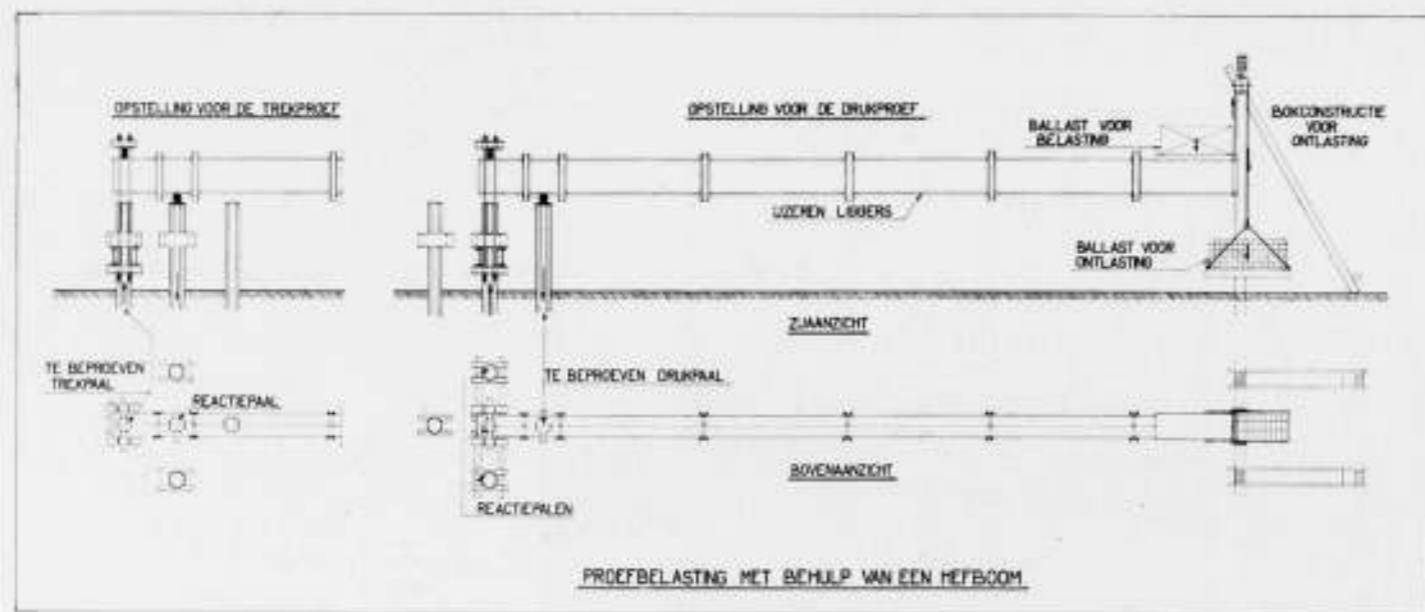 OPSTELLING VOOR DE TREKPROEF
OPSTELLING VOOR DE DRUKPROEF
BALLAST VOOR
BELASTING
BOKCONSTRUCTIE
VOOR
ONTLASTING
IJZEREN LIGGERS
BALLAST VOOR
ONTLASTING
ZIJAANZICHT
TE BEPROEVEN
TREKPAAL
REACTIEPAAL
TE BEPROEVEN DRUKPAAL
BOVENAANZICHT
REACTIEPALEN
PROEFBELASTING MET BEHULP VAN EEN HEFBOOM